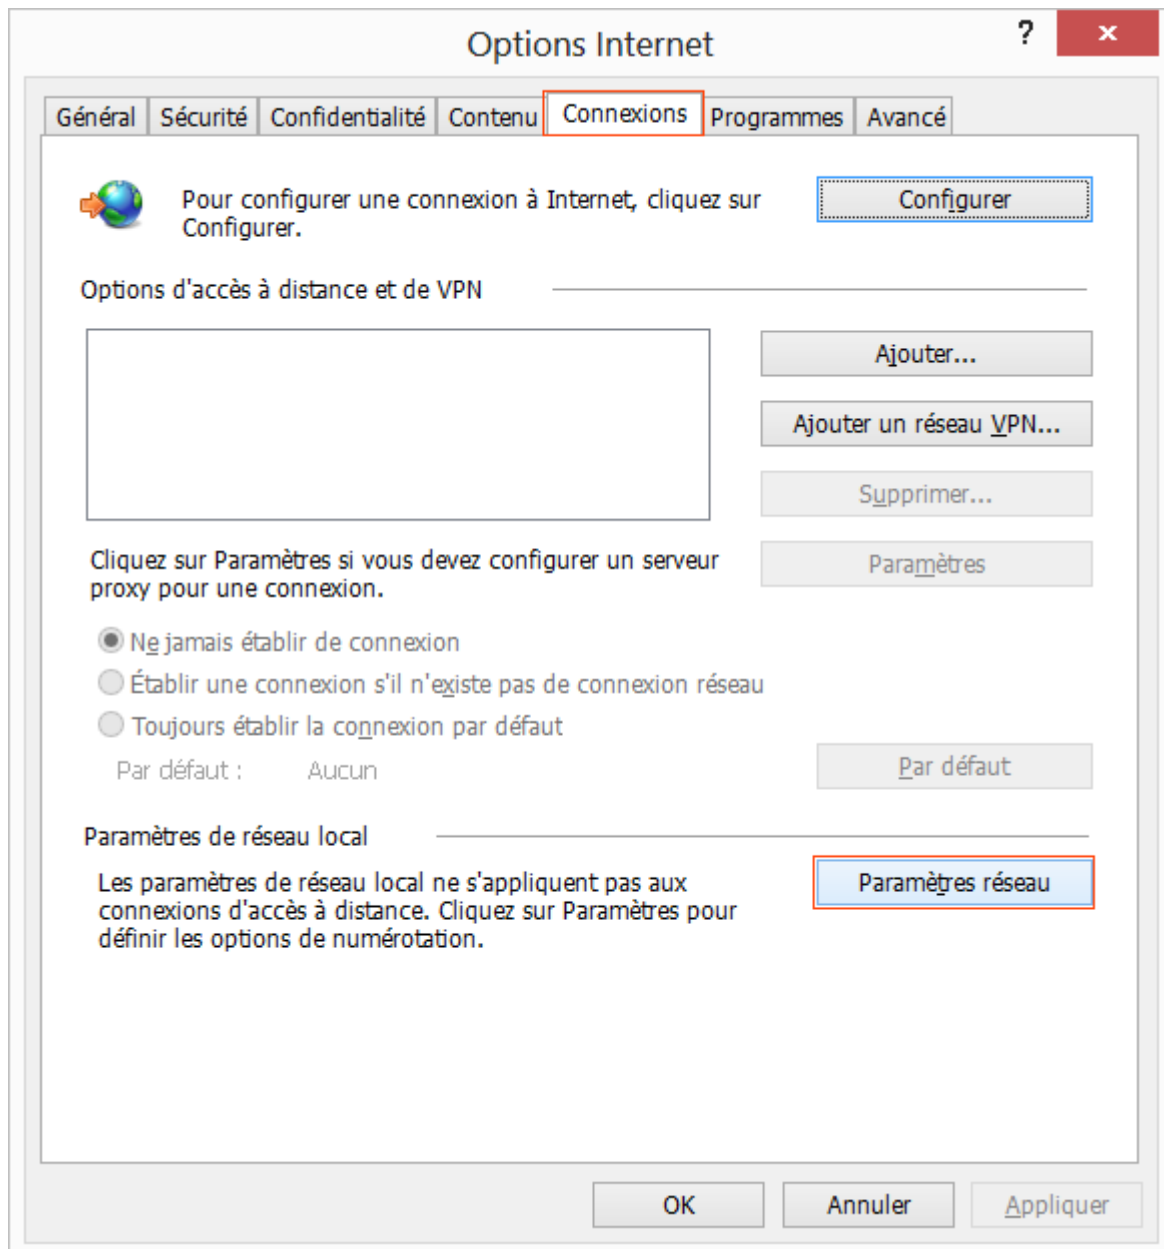 Options Internet
?
x
Général Sécurité Confidentialité Contenu Connexions Programmes Avancé
Pour configurer une connexion à Internet, cliquez sur
Configurer.
Configurer
Options d'accès à distance et de VPN
Ajouter...
Ajouter un réseau VPN...
Supprimer...
Cliquez sur Paramètres si vous devez configurer un serveur
proxy pour une connexion.
Paramètres
Ne jamais établir de connexion
Établir une connexion s'il n'existe pas de connexion réseau
Toujours établir la connexion par défaut
Par défaut : Aucun
Par défaut
Paramètres de réseau local
Les paramètres de réseau local ne s'appliquent pas aux
connexions d'accès à distance. Cliquez sur Paramètres pour
définir les options de numérotation.
Paramètres réseau
OK Annuler Appliquer